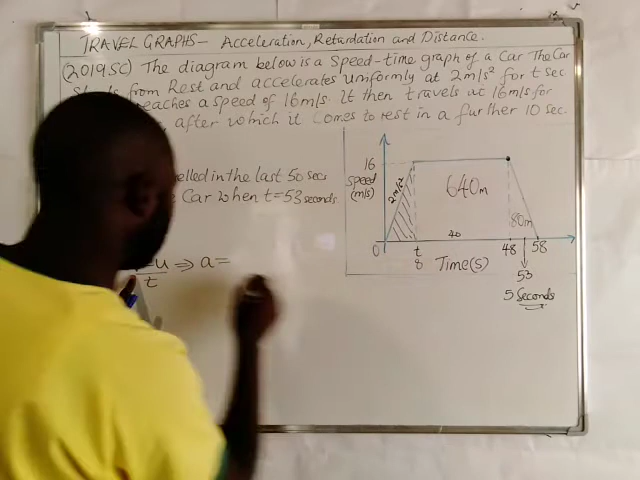 TRAVEL GRAPHS- Acceleration, Retardation and Distance.
(2019 SC) The diagram below is a Speed-time graph of a Car The Car
from Rest and accelerates uniformly at 2m/s² for t sec
reaches a speed of 16m/s. It then travels at 16m/s for
after which it Comes to rest in a further 10 sec.
elled in the last 50 secs
Car when t=53 seconds
-u/t ⇒ a=
16
Speed
(m/s)
2m/s²
640m
80m
40
0
t
8
48
58
Time(s)
53
5 Seconds